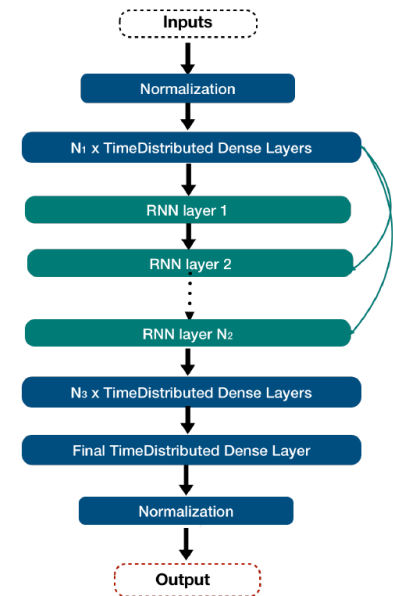 Inputs
Normalization
N₁ x TimeDistributed Dense Layers
RNN layer 1
RNN layer 2
RNN layer N₂
N₃ x TimeDistributed Dense Layers
Final TimeDistributed Dense Layer
Normalization
Output